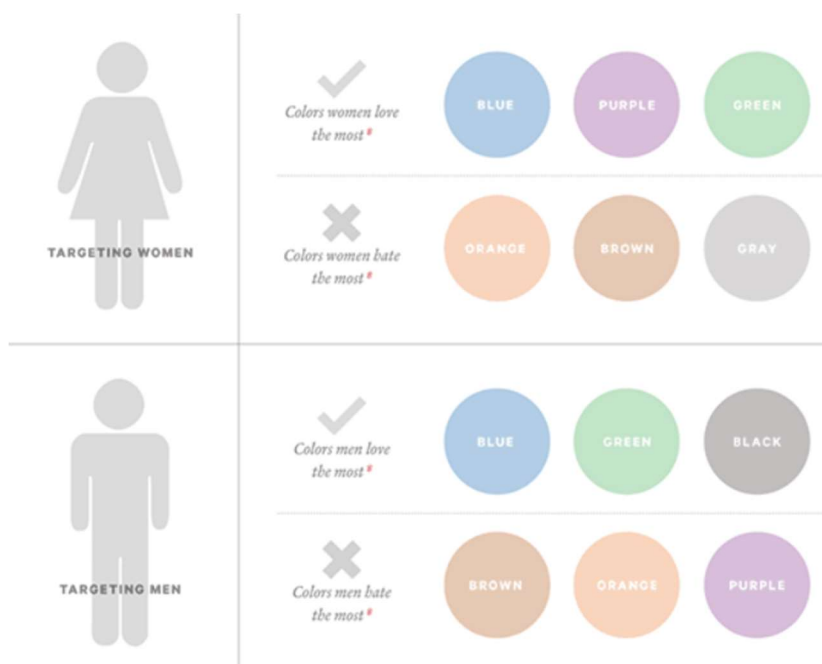 Colors women love
the most #
BLUE
PURPLE
GREEN
TARGETING WOMEN
Colors women hate
the most #
ORANGE
BROWN
GRAY
Colors men love
the most #
BLUE
GREEN
BLACK
TARGETING MEN
Colors men hate
the most #
BROWN
ORANGE
PURPLE